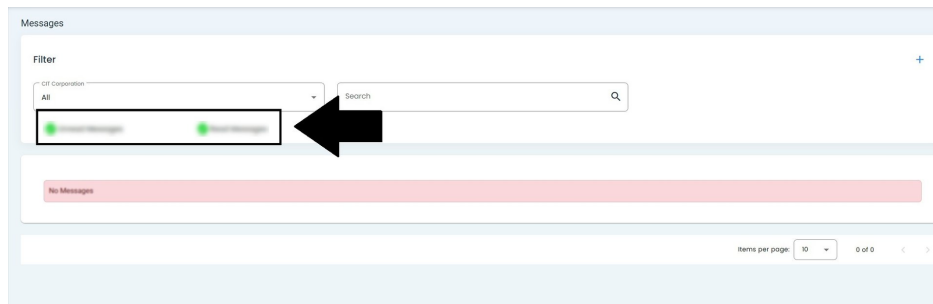 Messages
Filter
+
CIT Corporation
All
Search
No Messages
Items per page: 10 0 of 0 < >